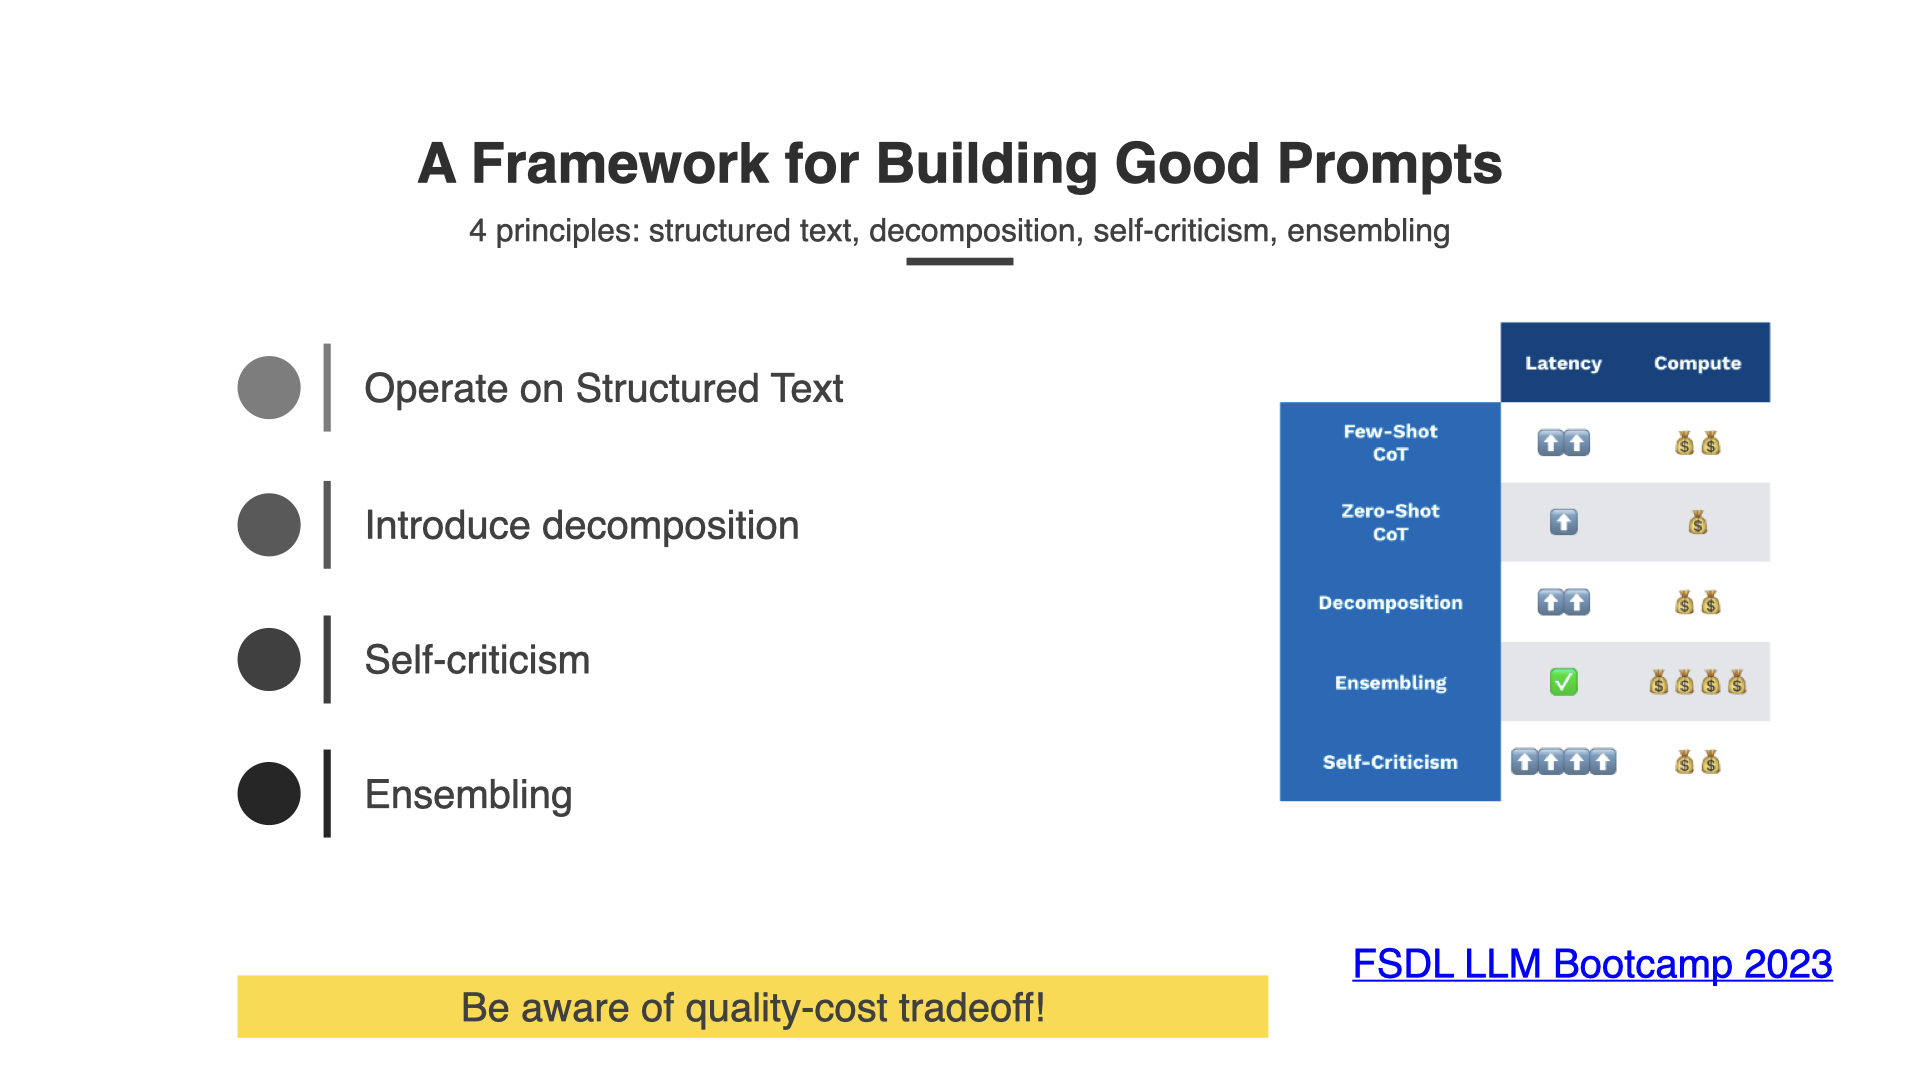 A Framework for Building Good Prompts
4 principles: structured text, decomposition, self-criticism, ensembling
Operate on Structured Text
Introduce decomposition
Self-criticism
Ensembling
Latency Compute
Few-Shot
CoT
Zero-Shot
CoT
Decomposition
Ensembling
Self-Criticism
FSDL LLM Bootcamp 2023
Be aware of quality-cost tradeoff!